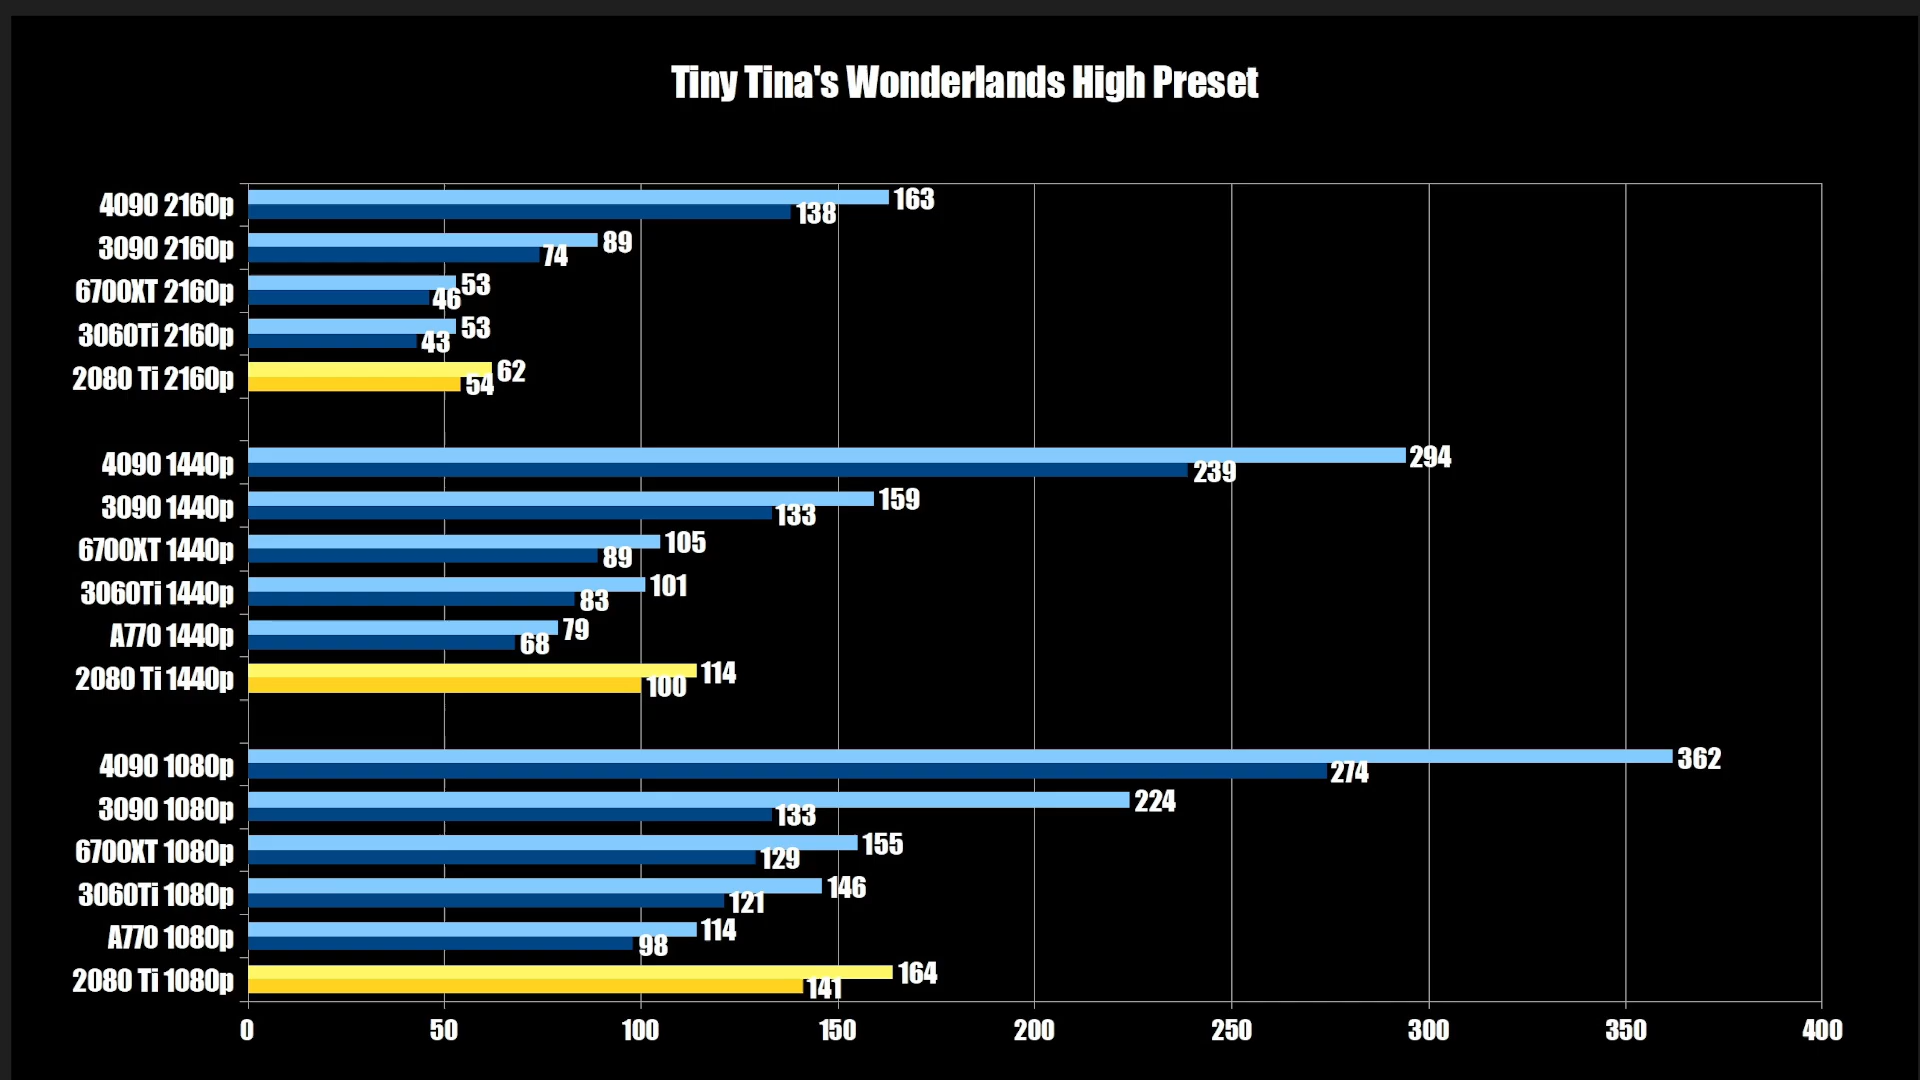 Tiny Tina's Wonderlands High Preset
4090 2160p 163
138
3090 2160p 89
74
6700XT 2160p 53
46
3060Ti 2160p 53
43
2080 Ti 2160p 62
54
4090 1440p 294
239
3090 1440p 159
133
6700XT 1440p 105
89
3060Ti 1440p 101
83
A770 1440p 79
68
2080 Ti 1440p 114
100
4090 1080p 362
274
3090 1080p 224
133
6700XT 1080p 155
129
3060Ti 1080p 146
121
A770 1080p 114
98
2080 Ti 1080p 164
141
0 50 100 150 200 250 300 350 400